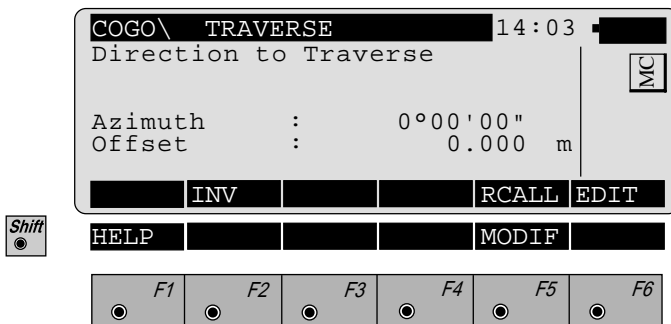 COGO\ TRAVERSE 14:03
Direction to Traverse
MC
Azimuth : 0°00'00"
Offset : 0.000 m
INV RCALL EDIT
Shift
HELP MODIF
F1 F2 F3 F4 F5 F6